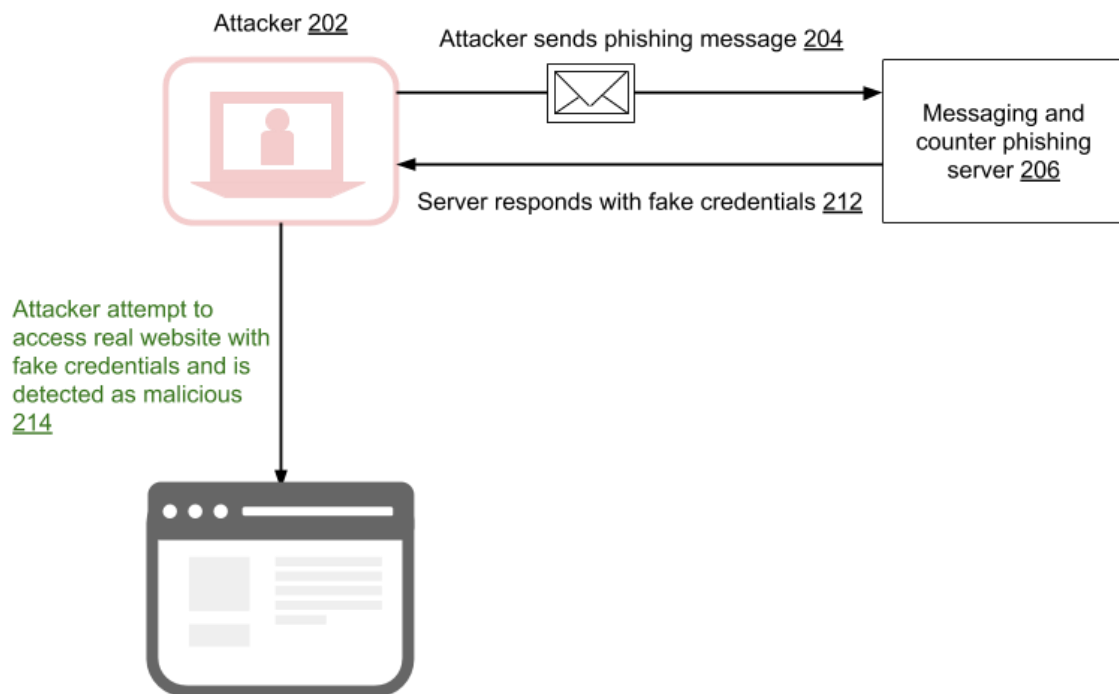 Attacker 202
Attacker sends phishing message 204
Messaging and
counter phishing
server 206
Server responds with fake credentials 212
Attacker attempt to
access real website with
fake credentials and is
detected as malicious
214